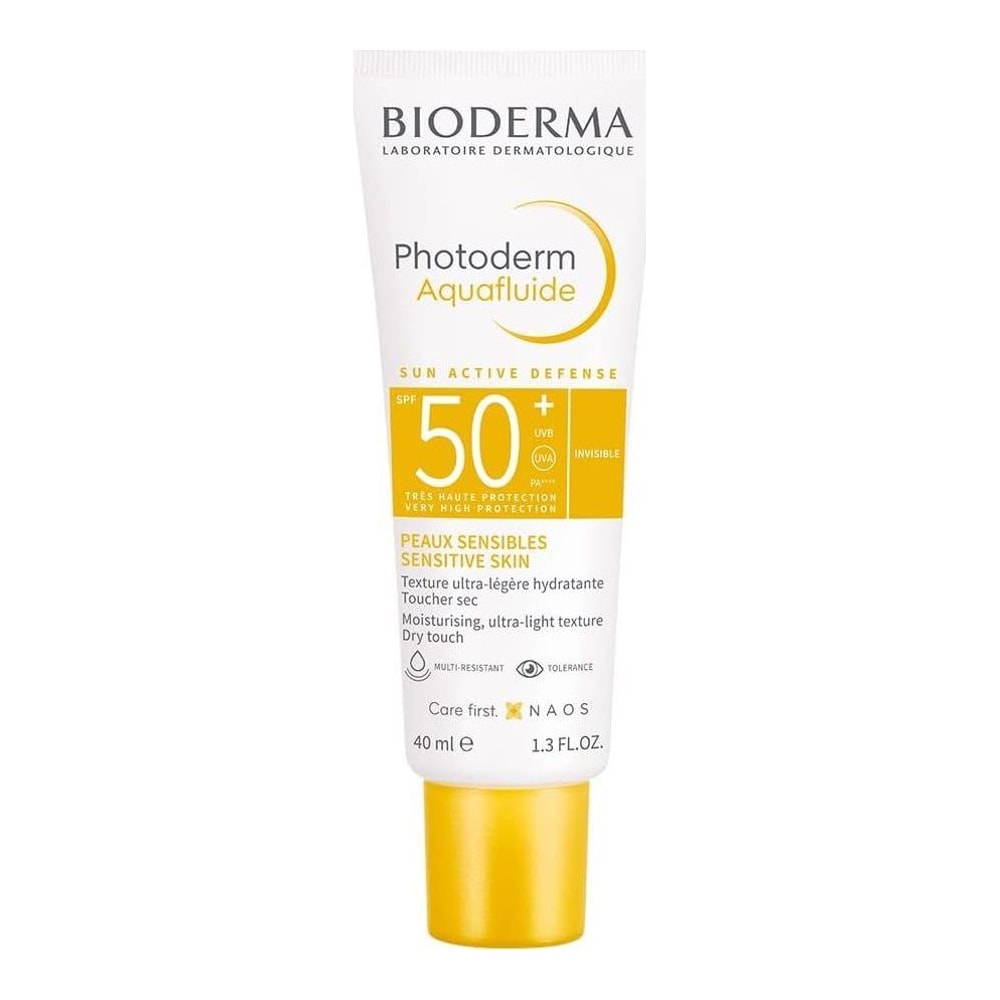 BIODERMA
LABORATOIRE DERMATOLOGIQUE
Photoderm
Aquafluide
SUN ACTIVE DEFENSE
SPF 50+
UVB
UVA
PA++++
INVISIBLE
TRÈS HAUTE PROTECTION
VERY HIGH PROTECTION
PEAUX SENSIBLES
SENSITIVE SKIN
Texture ultra-légère hydratante
Toucher sec
Moisturising, ultra-light texture
Dry touch
MULTI-RESISTANT TOLERANCE
Care first. NAOS
40 ml ℮ 1.3 FL.OZ.